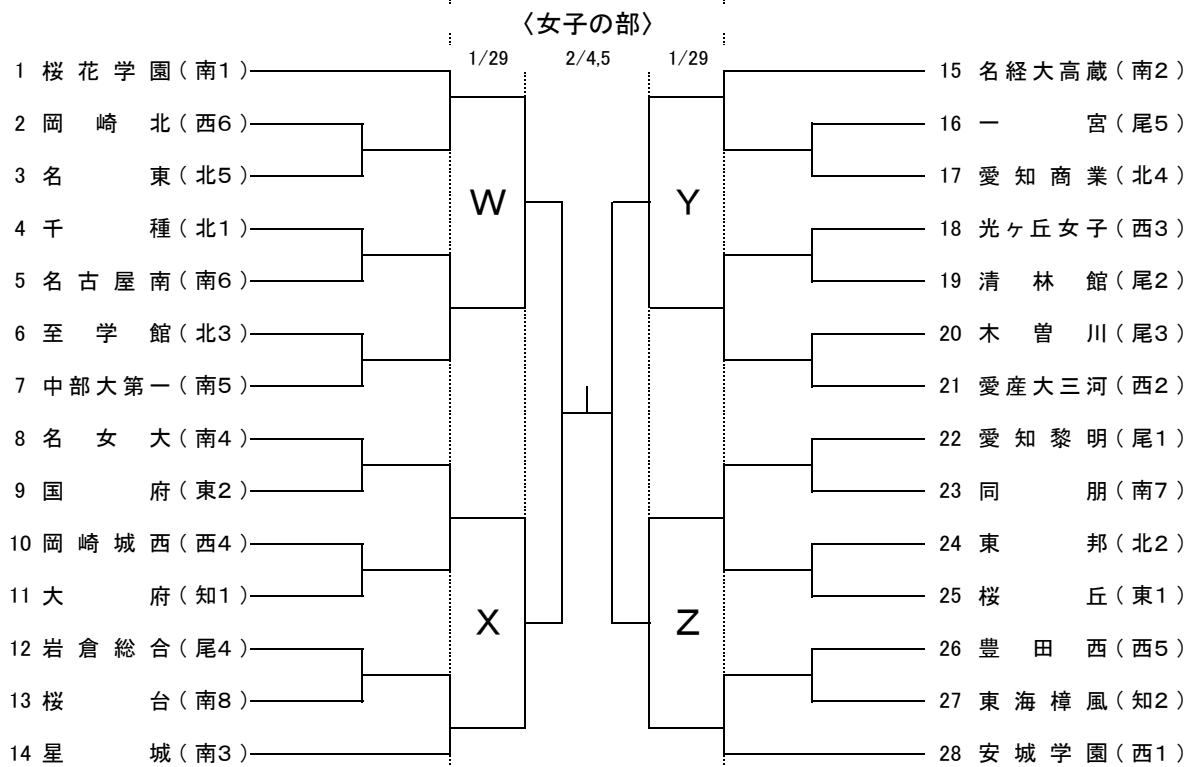 〈女子の部〉
1/29 2/4,5 1/29
1 桜花学園(南1)
2 岡崎北(西6)
3 名東(北5)
4 千種(北1)
5 名古屋南(南6)
6 至学館(北3)
7 中部大第一(南5)
8 名女大(南4)
9 国府(東2)
10 岡崎城西(西4)
11 大府(知1)
12 岩倉総合(尾4)
13 桜台(南8)
14 星城(南3)
W
X
Y
Z
15 名経大高蔵(南2)
16 一宮(尾5)
17 愛知商業(北4)
18 光ヶ丘女子(西3)
19 清林館(尾2)
20 木曽川(尾3)
21 愛産大三河(西2)
22 愛知黎明(尾1)
23 同朋(南7)
24 東邦(北2)
25 桜丘(東1)
26 豊田西(西5)
27 東海樟風(知2)
28 安城学園(西1)